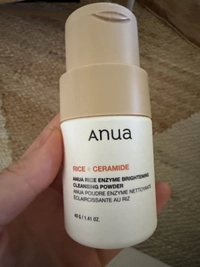 Anua
RICE + CERAMIDE
ANUA RICE ENZYME BRIGHTENING
CLEANSING POWDER
ANUA POUDRE ENZYME NETTOYANTE
ÉCLAIRCISSANTE AU RIZ
40 G / 1.41 OZ.